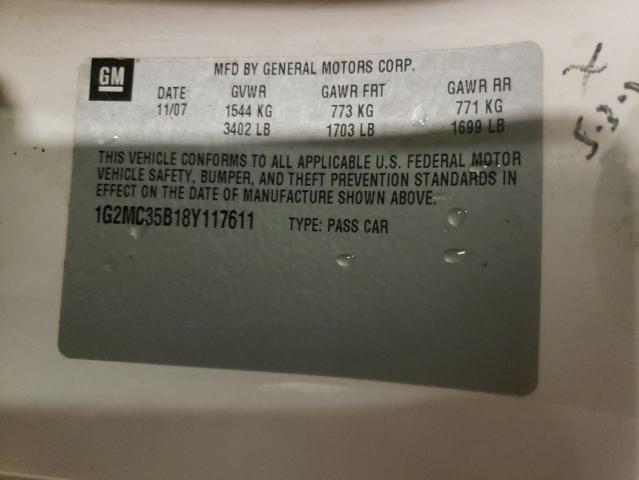 GM
MFD BY GENERAL MOTORS CORP.
DATE GVWR GAWR FRT GAWR RR
11/07 1544 KG 773 KG 771 KG
3402 LB 1703 LB 1699 LB
THIS VEHICLE CONFORMS TO ALL APPLICABLE U.S. FEDERAL MOTOR
VEHICLE SAFETY, BUMPER, AND THEFT PREVENTION STANDARDS IN
EFFECT ON THE DATE OF MANUFACTURE SHOWN ABOVE.
1G2MC35B18Y117611 TYPE: PASS CAR